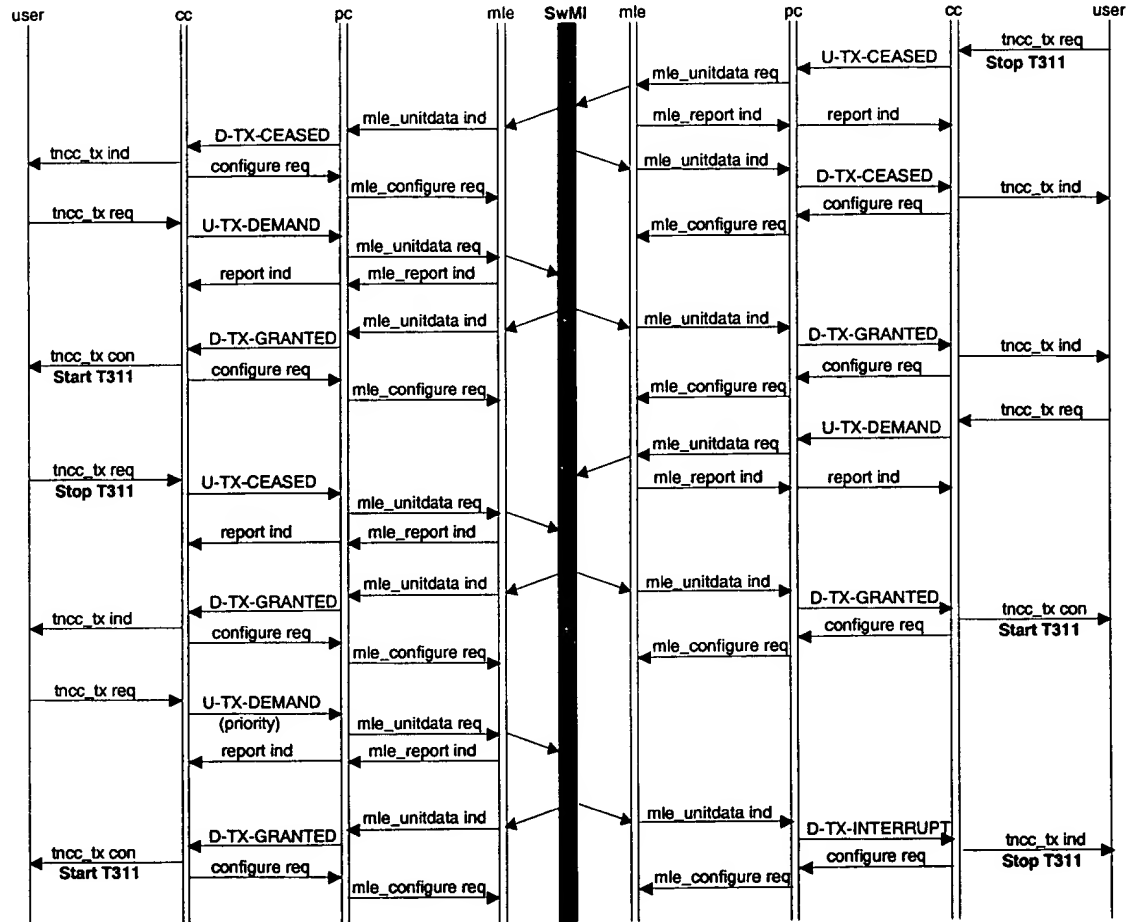 user cc pc mle SwMI mle pc cc user
tncc_tx req
U-TX-CEASED
Stop T311
mle_unitdata req
mle_unitdata ind
mle_report ind
report ind
D-TX-CEASED
tncc_tx ind
configure req
mle_unitdata ind
D-TX-CEASED
mle_configure req
tncc_tx ind
configure req
tncc_tx req
U-TX-DEMAND
mle_configure req
mle_unitdata req
report ind
mle_report ind
mle_unitdata ind
mle_unitdata ind
D-TX-GRANTED
D-TX-GRANTED
tncc_tx con
Start T311
configure req
configure req
tncc_tx ind
mle_configure req
mle_configure req
tncc_tx req
U-TX-DEMAND
mle_unitdata req
tncc_tx req
Stop T311
U-TX-CEASED
mle_report ind
report ind
mle_unitdata req
report ind
mle_report ind
mle_unitdata ind
mle_unitdata ind
D-TX-GRANTED
D-TX-GRANTED
tncc_tx ind
configure req
tncc_tx con
Start T311
configure req
mle_configure req
mle_configure req
tncc_tx req
U-TX-DEMAND
(priority)
mle_unitdata req
report ind
mle_report ind
mle_unitdata ind
mle_unitdata ind
D-TX-GRANTED
D-TX-INTERRUPT
tncc_tx con
Start T311
configure req
tncc_tx ind
Stop T311
configure req
mle_configure req
mle_configure req